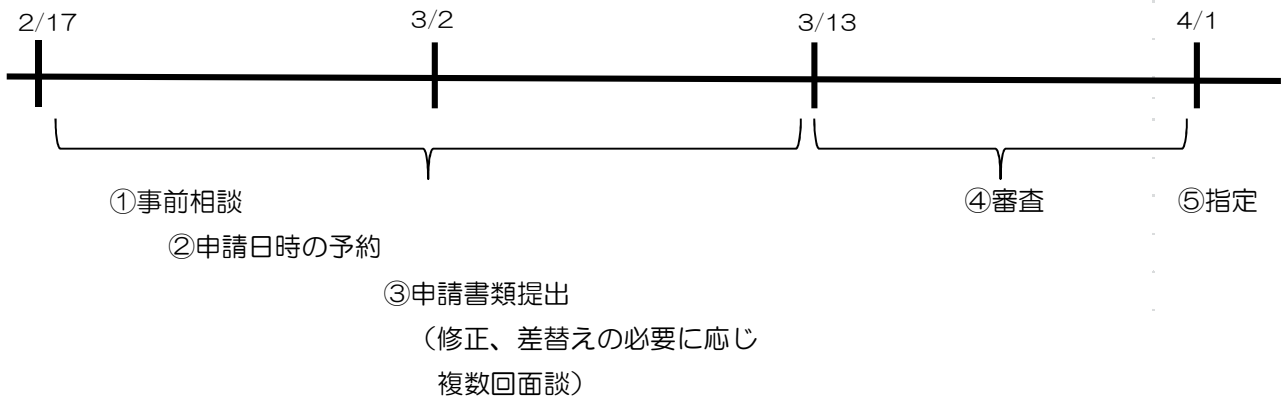 2/17 3/2 3/13 4/1
①事前相談 ④審査 ⑤指定
②申請日時の予約
③申請書類提出
（修正、差替えの必要に応じ
複数回面談）